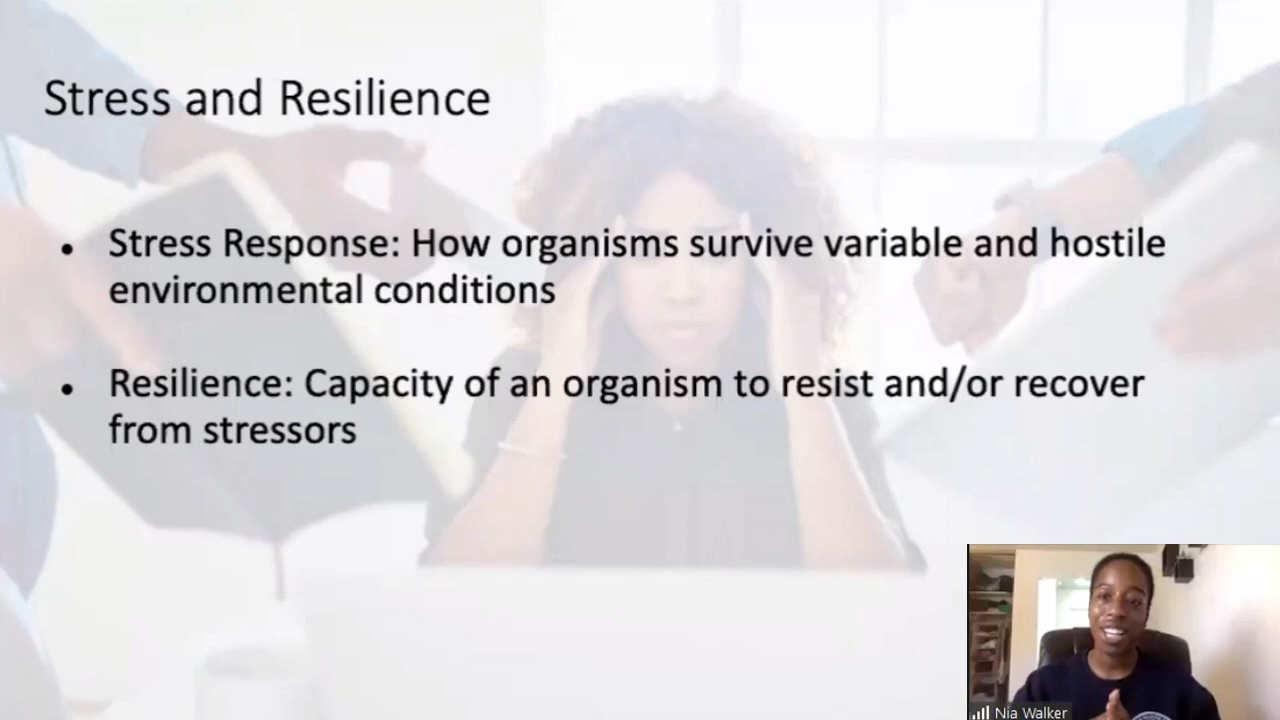 Stress and Resilience
• Stress Response: How organisms survive variable and hostile
environmental conditions
• Resilience: Capacity of an organism to resist and/or recover
from stressors
Nia Walker